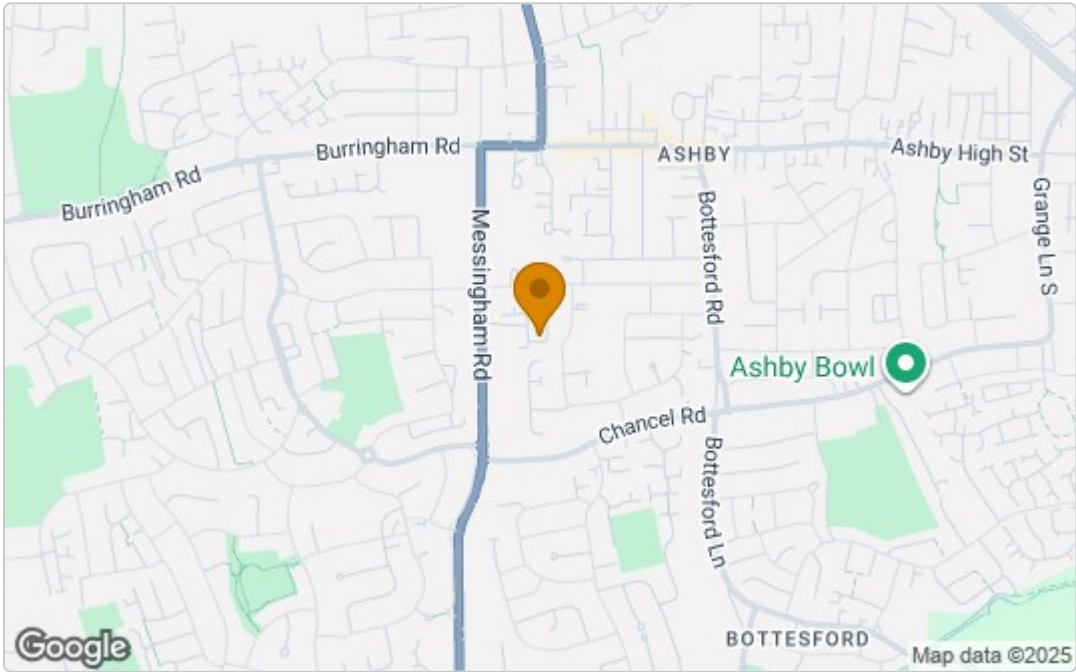 Burringham Rd
Ashby High St
ASHBY
Burringham Rd
Grange Ln S
Bottesford Rd
Messingham Rd
Ashby Bowl
Chancel Rd
Bottesford Ln
BOTTESFORD
Google
Map data ©2025